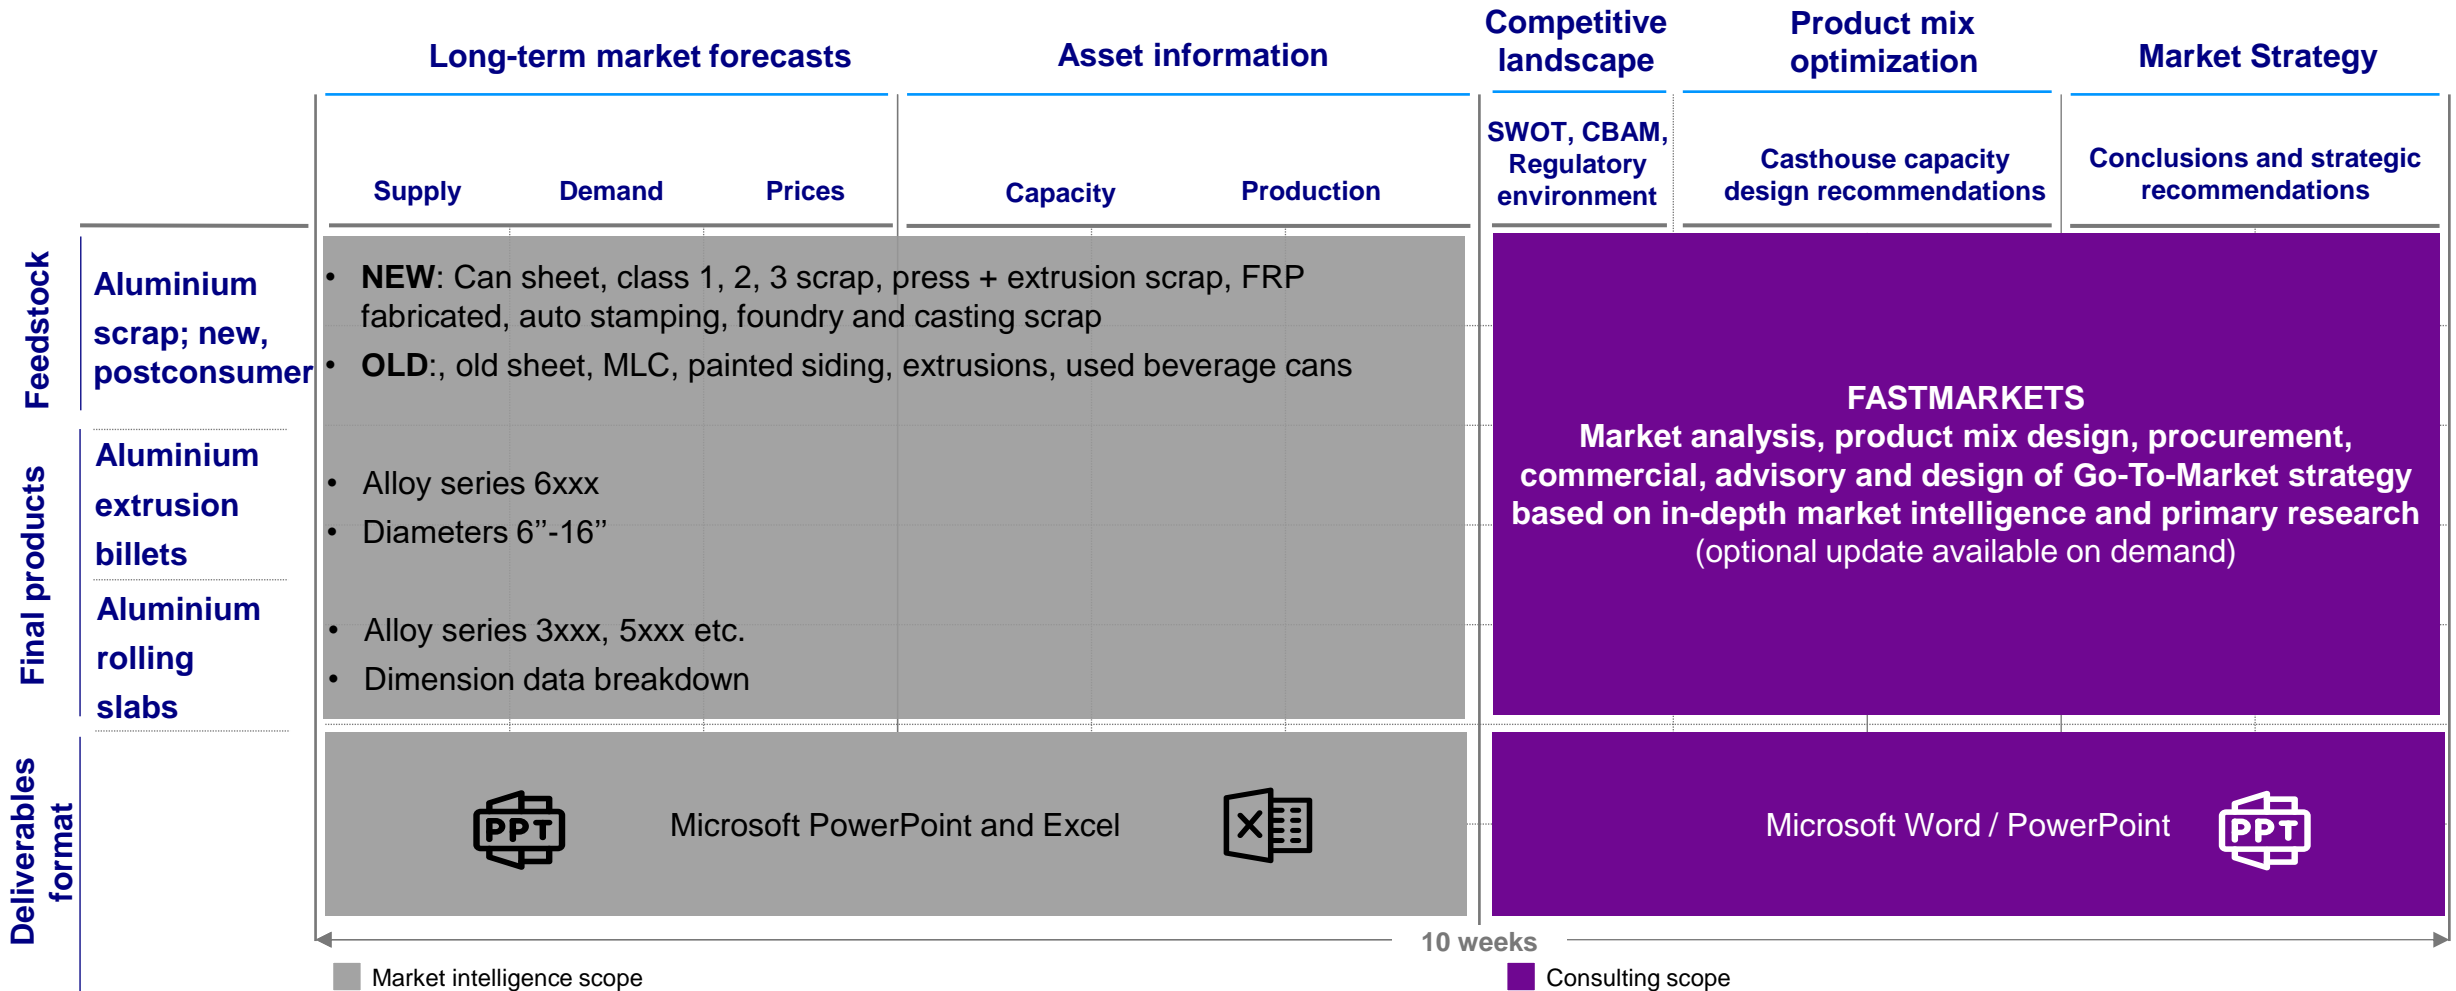 Long-term market forecasts
Asset information
Competitive
landscape
Product mix
optimization
Market Strategy
Supply
Demand
Prices
Capacity
Production
SWOT, CBAM,
Regulatory
environment
Casthouse capacity
design recommendations
Conclusions and strategic
recommendations
Feedstock
Aluminium
scrap; new,
postconsumer
• NEW: Can sheet, class 1, 2, 3 scrap, press + extrusion scrap, FRP
fabricated, auto stamping, foundry and casting scrap
• OLD:, old sheet, MLC, painted siding, extrusions, used beverage cans
Final products
Aluminium
extrusion
billets
• Alloy series 6xxx
• Diameters 6’’-16’’
Aluminium
rolling
slabs
• Alloy series 3xxx, 5xxx etc.
• Dimension data breakdown
FASTMARKETS
Market analysis, product mix design, procurement,
commercial, advisory and design of Go-To-Market strategy
based on in-depth market intelligence and primary research
(optional update available on demand)
Deliverables
format
PPT
Microsoft PowerPoint and Excel
X
Microsoft Word / PowerPoint
PPT
10 weeks
Market intelligence scope
Consulting scope